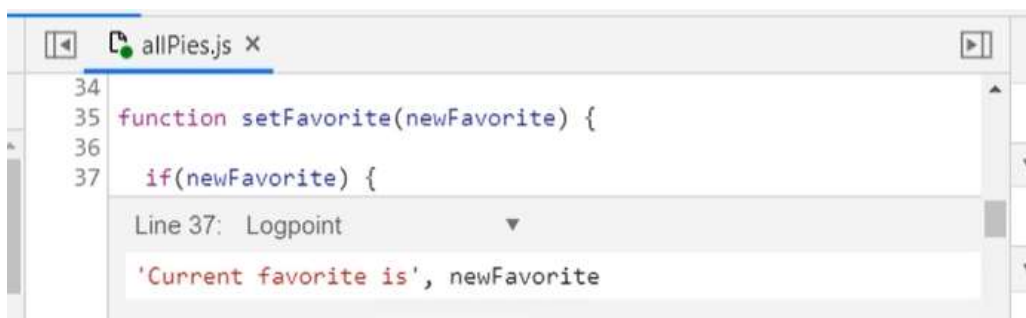 allPies.js ×
34
35 function setFavorite(newFavorite) {
36
37 if(newFavorite) {
Line 37: Logpoint
'Current favorite is', newFavorite